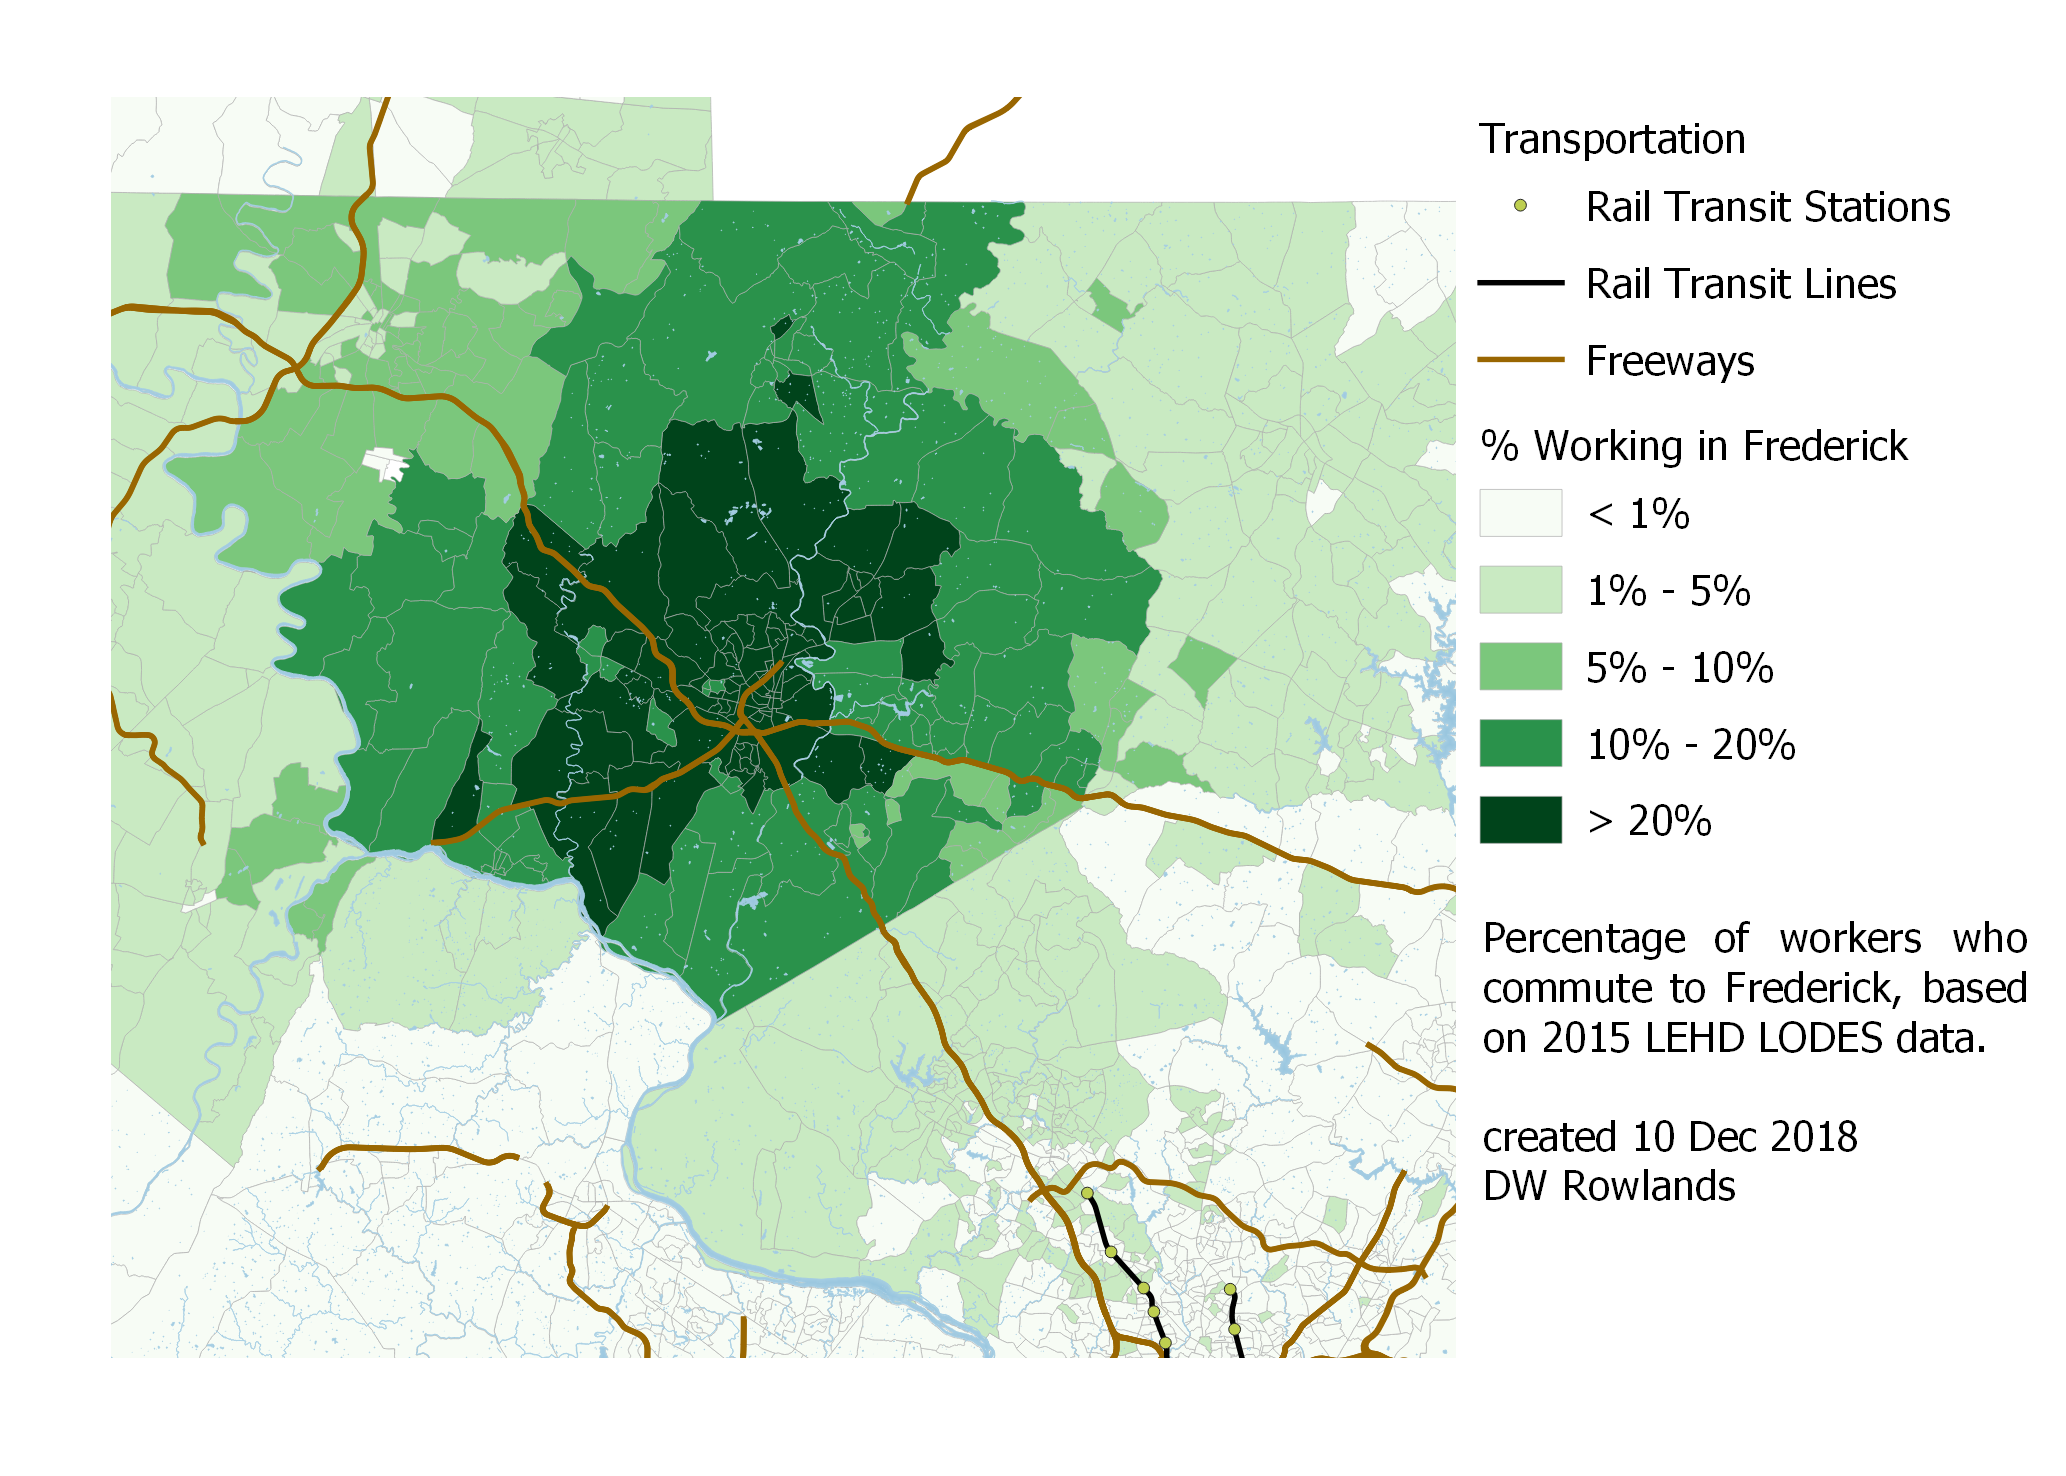 Transportation
Rail Transit Stations
Rail Transit Lines
Freeways
% Working in Frederick
< 1%
1% - 5%
5% - 10%
10% - 20%
> 20%
Percentage of workers who
commute to Frederick, based
on 2015 LEHD LODES data.
created 10 Dec 2018
DW Rowlands